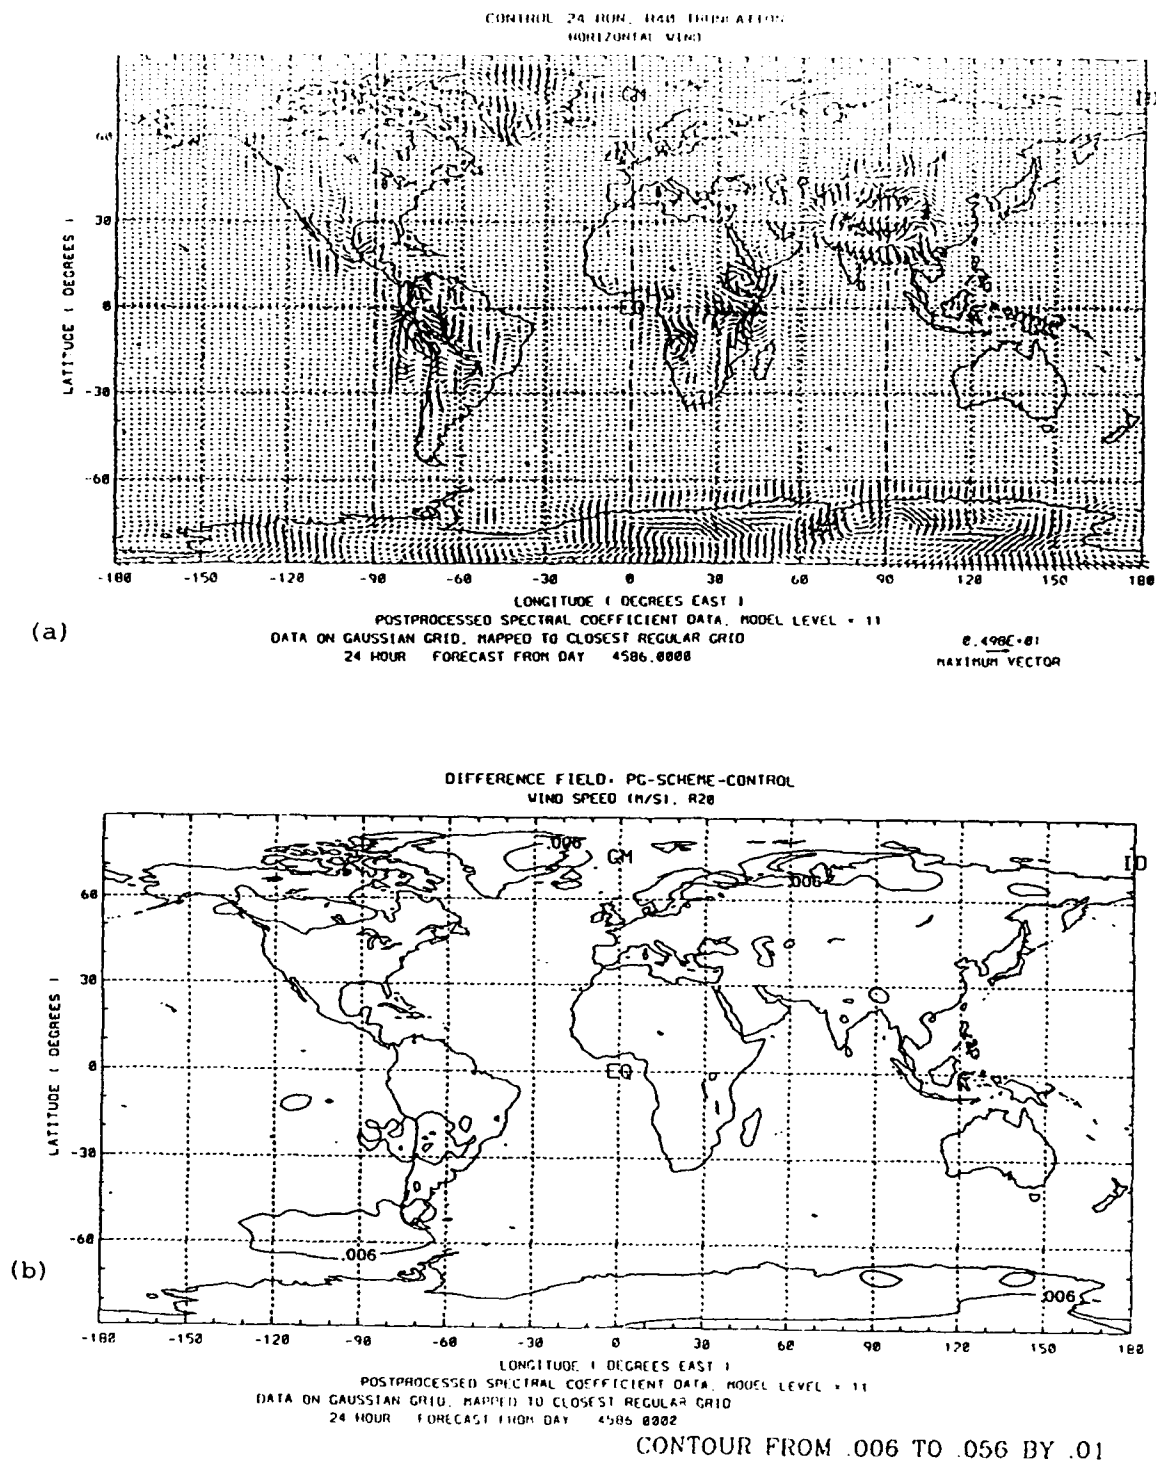 CONTROL 24 RUN, R40 TRUNCATION
HORIZONTAL WIND
GM
ID
60
30
0
-30
-60
EQ
LATITUDE ( DEGREES )
-180 -150 -120 -90 -60 -30 0 30 60 90 120 150 180
LONGITUDE ( DEGREES EAST )
(a)
POSTPROCESSED SPECTRAL COEFFICIENT DATA, MODEL LEVEL = 11
DATA ON GAUSSIAN GRID, MAPPED TO CLOSEST REGULAR GRID
24 HOUR FORECAST FROM DAY 4586.0000
0.498E+01
MAXIMUM VECTOR
DIFFERENCE FIELD, PG-SCHEME-CONTROL
WIND SPEED (M/S), R20
.006
GM
.006
ID
60
30
0
-30
-60
EQ
LATITUDE ( DEGREES )
.006
.006
(b)
-180 -150 -120 -90 -60 -30 0 30 60 90 120 150 180
LONGITUDE ( DEGREES EAST )
POSTPROCESSED SPECTRAL COEFFICIENT DATA, MODEL LEVEL = 11
DATA ON GAUSSIAN GRID, MAPPED TO CLOSEST REGULAR GRID
24 HOUR FORECAST FROM DAY 4586.0002
CONTOUR FROM .006 TO .056 BY .01